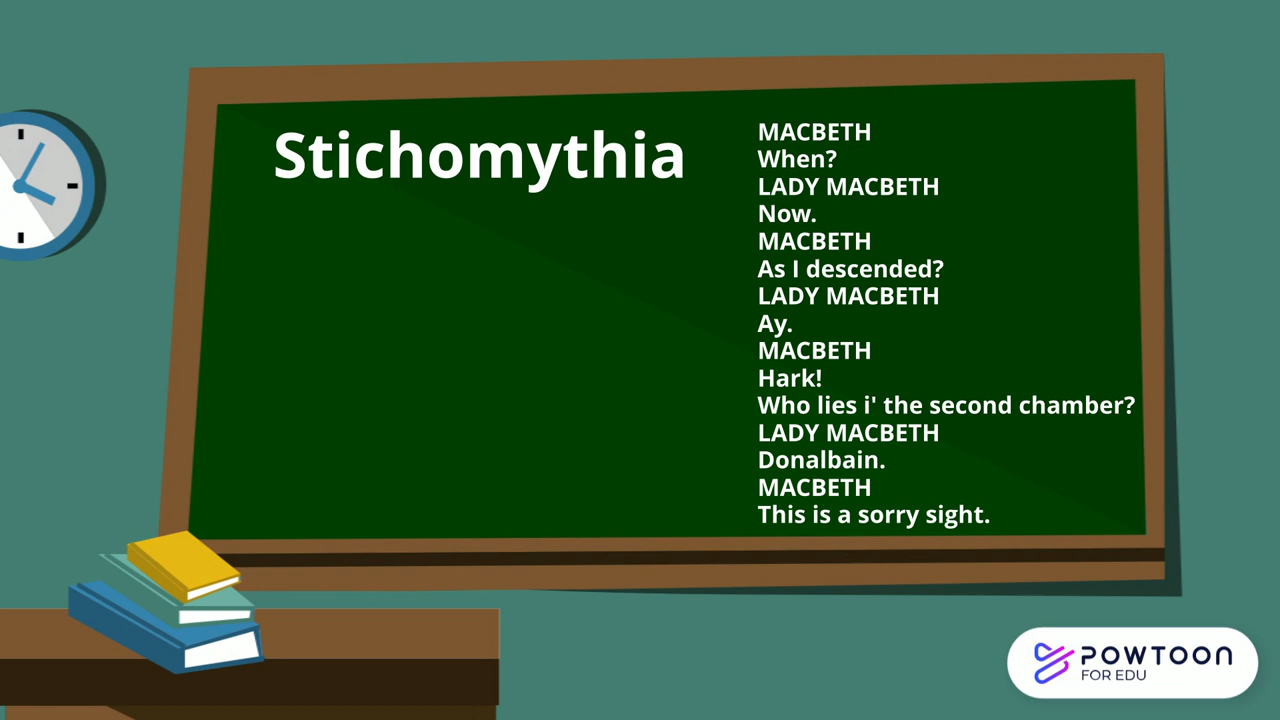 Stichomythia
MACBETH
When?
LADY MACBETH
Now.
MACBETH
As I descended?
LADY MACBETH
Ay.
MACBETH
Hark!
Who lies i' the second chamber?
LADY MACBETH
Donalbain.
MACBETH
This is a sorry sight.
POWTOON
FOR EDU